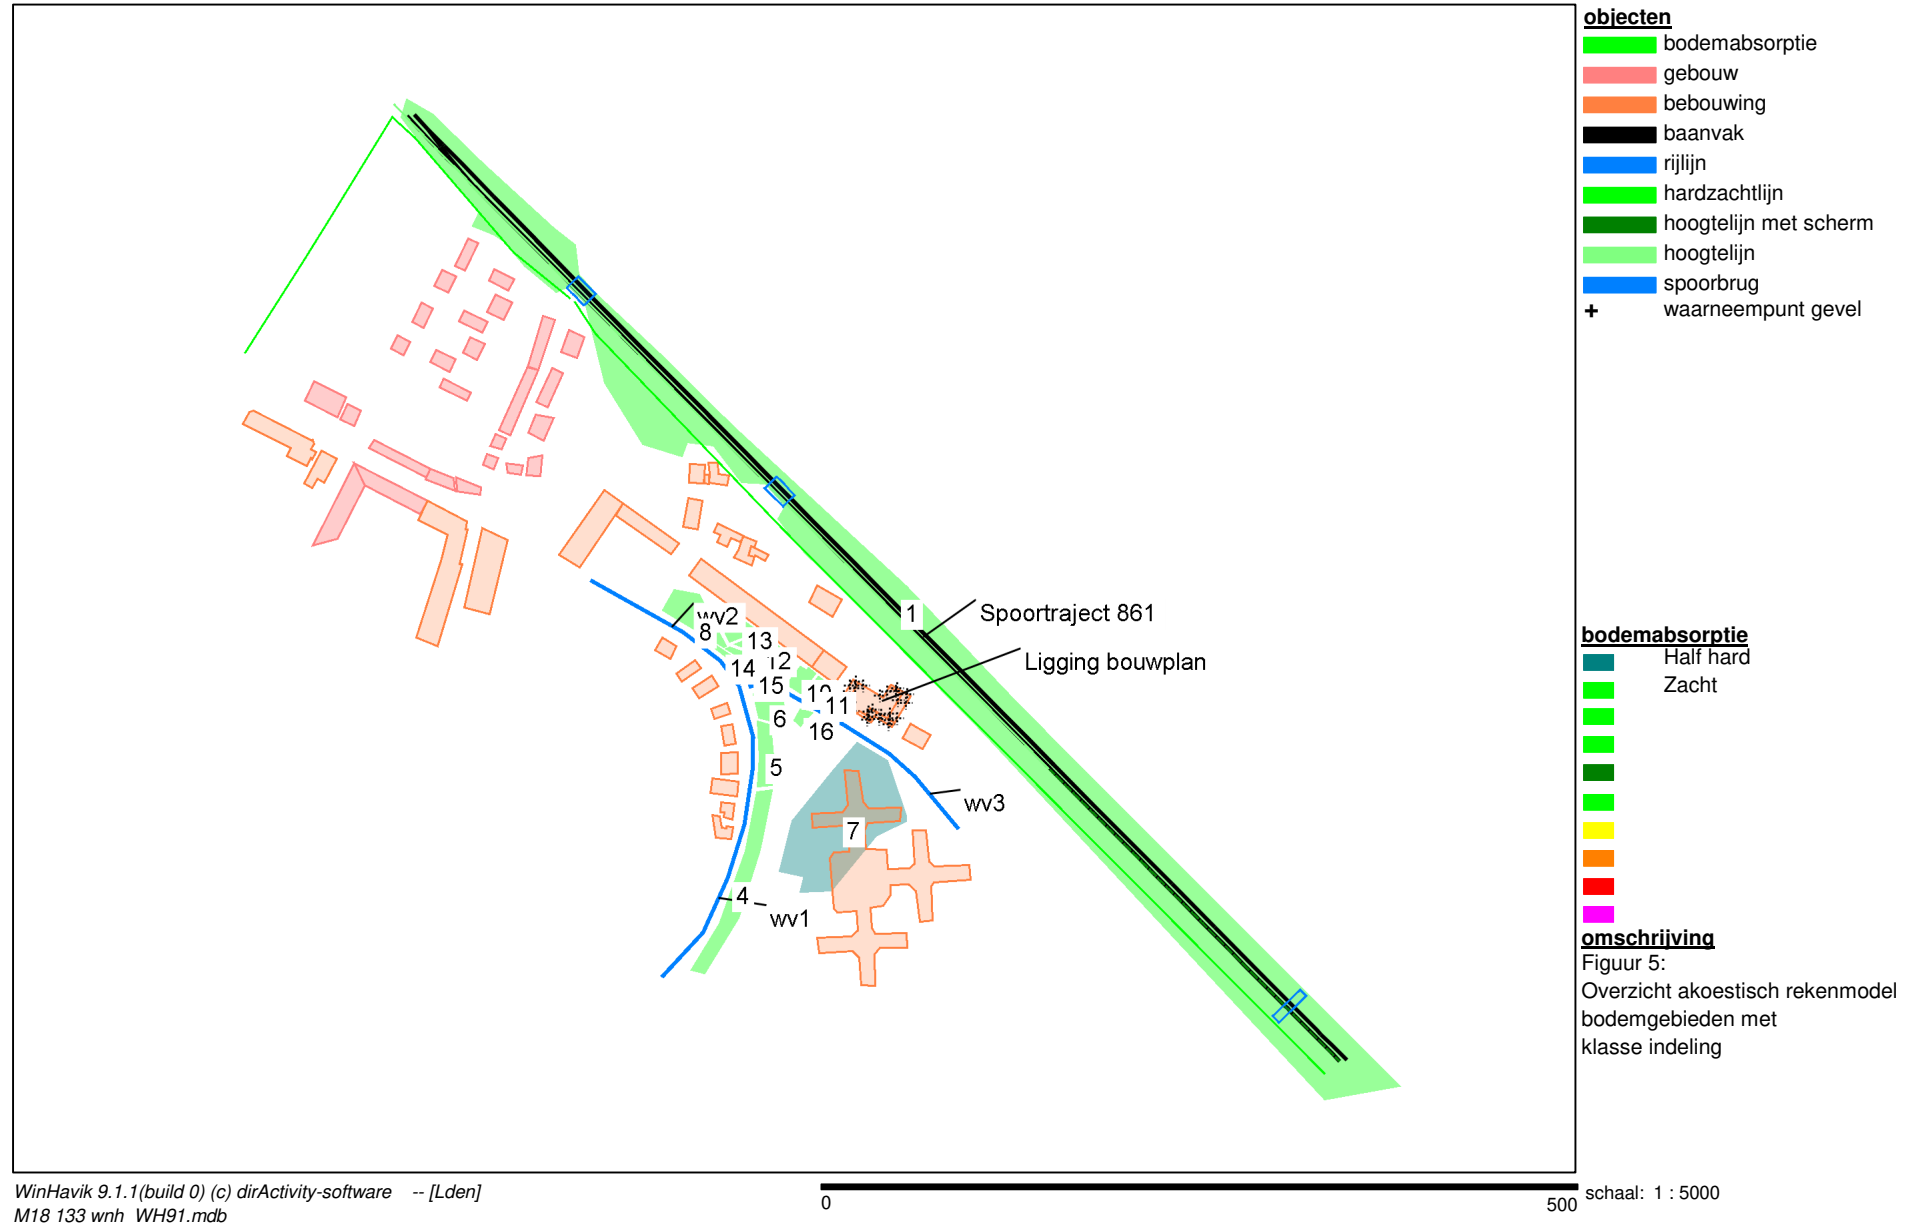 objecten
bodemabsorptie
gebouw
bebouwing
baanvak
rijlijn
hardzachtlijn
hoogtelijn met scherm
hoogtelijn
spoorbrug
waarneempunt gevel
1
Spoortraject 861
Ligging bouwplan
wv2
8
13
12
14
15
11
6
16
5
wv3
7
4
wv1
bodemabsorptie
Half hard
Zacht
omschrijving
Figuur 5:
Overzicht akoestisch rekenmodel
bodemgebieden met
klasse indeling
WinHavik 9.1.1(build 0) (c) dirActivity-software -- [Lden]
M18 133 wnh WH91.mdb
0
500
schaal: 1 : 5000